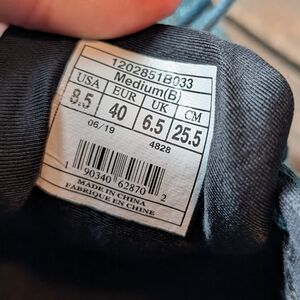 1202851B033
Medium(B)
USA EUR UK CM
8.5 40 6.5 25.5
06/19 4828
1 90340 62870 2
MADE IN CHINA
FABRIQUE EN CHINE